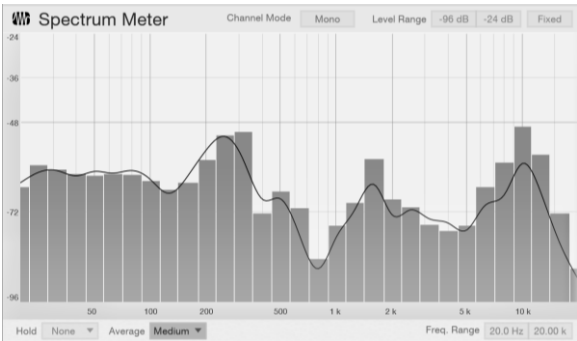 Spectrum Meter Channel Mode Mono Level Range -96 dB -24 dB Fixed
-24
-36
-48
-72
-96
50 100 200 500 1 k 2 k 5 k 10 k
Hold None Average Medium Freq. Range 20.0 Hz 20.00 k